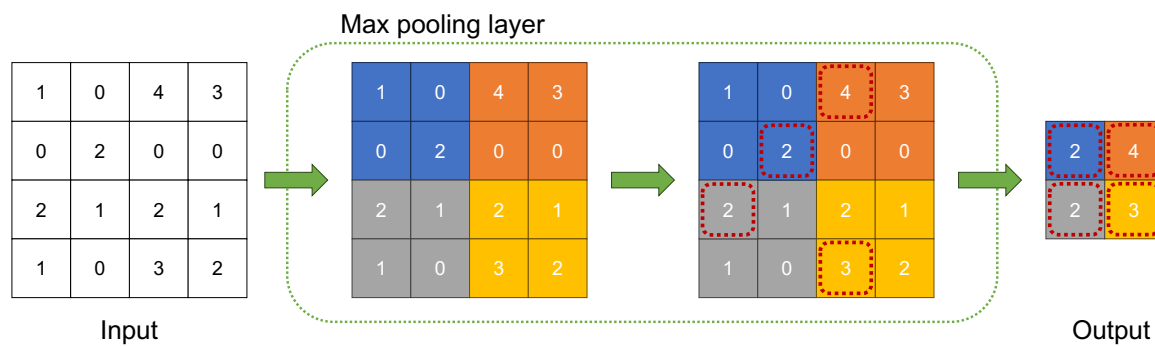 Max pooling layer
1 0 4 3 1 0 4 3 1 0 4 3
0 2 0 0 0 2 0 0 0 2 0 0 2 4
2 1 2 1 2 1 2 1 2 1 2 1 2 3
1 0 3 2 1 0 3 2 1 0 3 2
Input Output